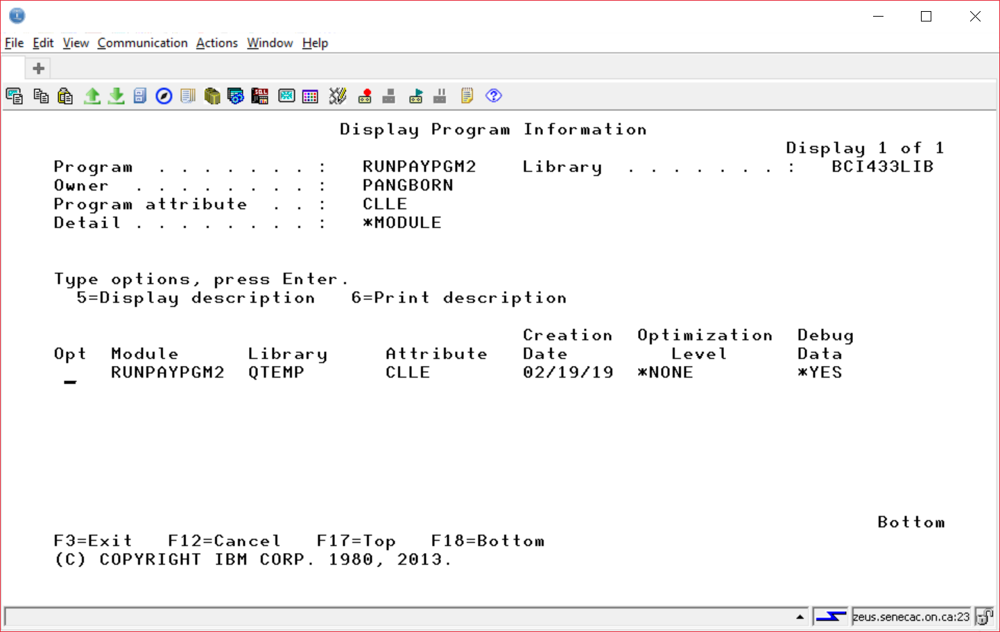 File Edit View Communication Actions Window Help
Display Program Information
Display 1 of 1
Program . . . . . . . : RUNPAYPGM2 Library . . . . . . . : BCI433LIB
Owner . . . . . . . . : PANGBORN
Program attribute . . : CLLE
Detail . . . . . . . . : *MODULE
Type options, press Enter.
5=Display description 6=Print description
Creation Optimization Debug
Opt Module Library Attribute Date Level Data
RUNPAYPGM2 QTEMP CLLE 02/19/19 *NONE *YES
Bottom
F3=Exit F12=Cancel F17=Top F18=Bottom
(C) COPYRIGHT IBM CORP. 1980, 2013.
zeus.senecac.on.ca:23